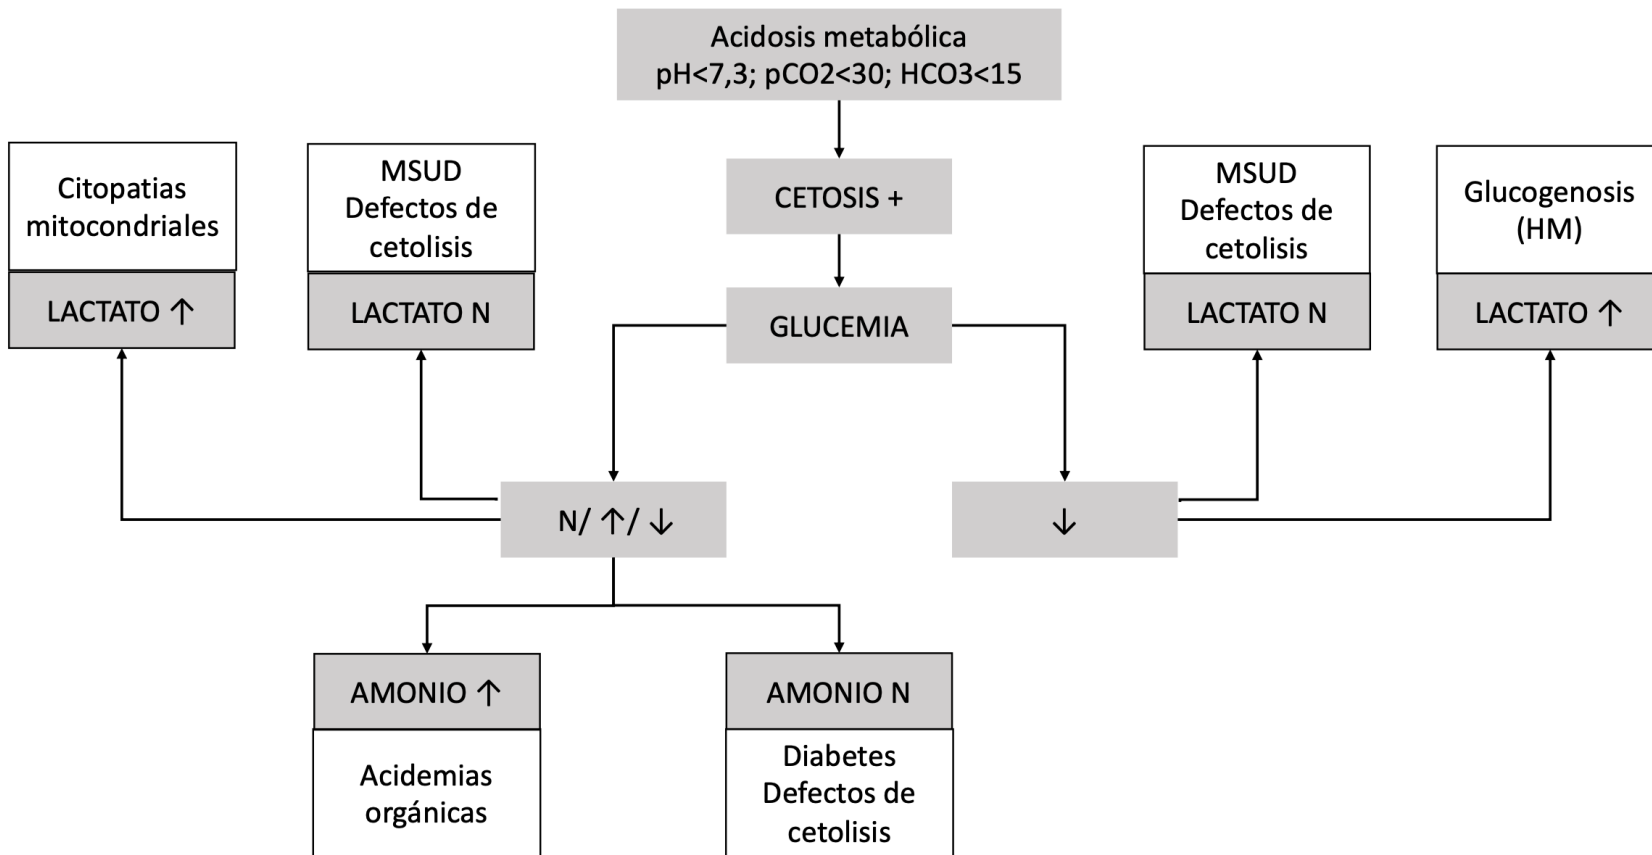 Acidosis metabólica
pH<7,3; pCO2<30; HCO3<15
CETOSIS +
GLUCEMIA
Citopatias
mitocondriales
LACTATO ↑
MSUD
Defectos de
cetolisis
LACTATO N
MSUD
Defectos de
cetolisis
LACTATO N
Glucogenosis
(HM)
LACTATO ↑
N/ ↑/ ↓
↓
AMONIO ↑
Acidemias
orgánicas
AMONIO N
Diabetes
Defectos de
cetolisis